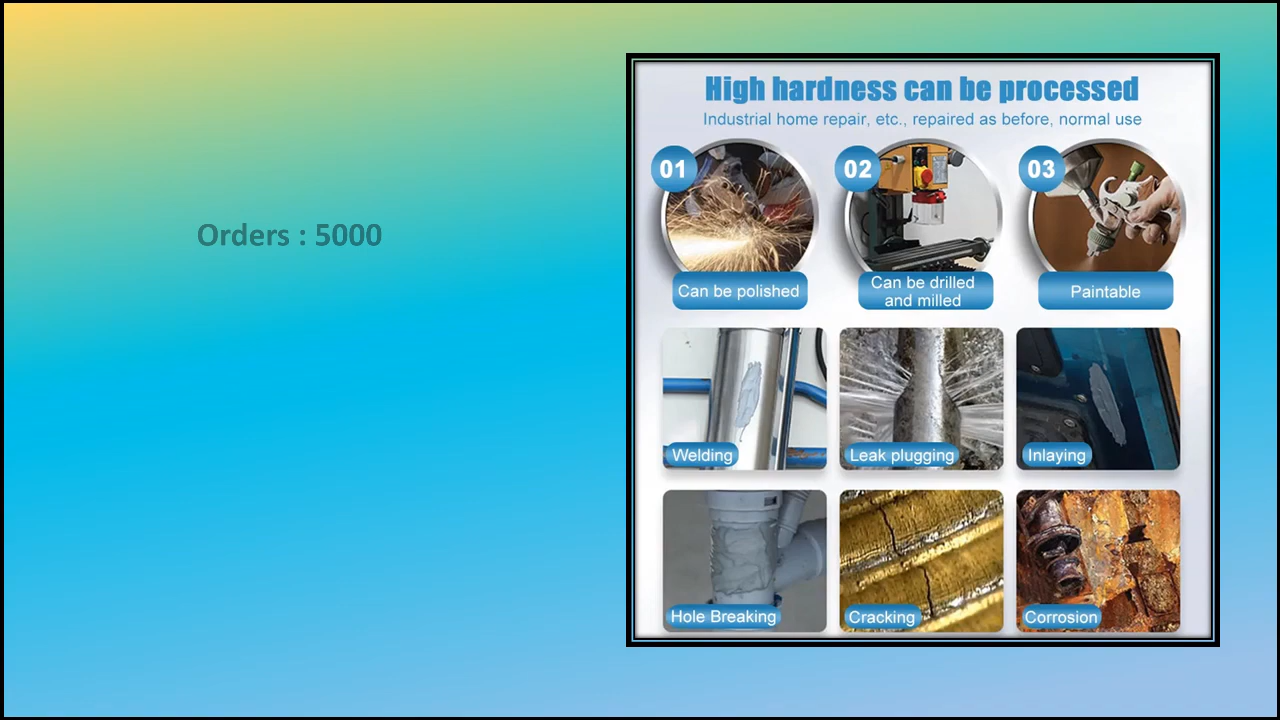 Orders : 5000
High hardness can be processed
Industrial home repair, etc., repaired as before, normal use
01
02
03
Can be polished
Can be drilled
and milled
Paintable
Welding
Leak plugging
Inlaying
Hole Breaking
Cracking
Corrosion